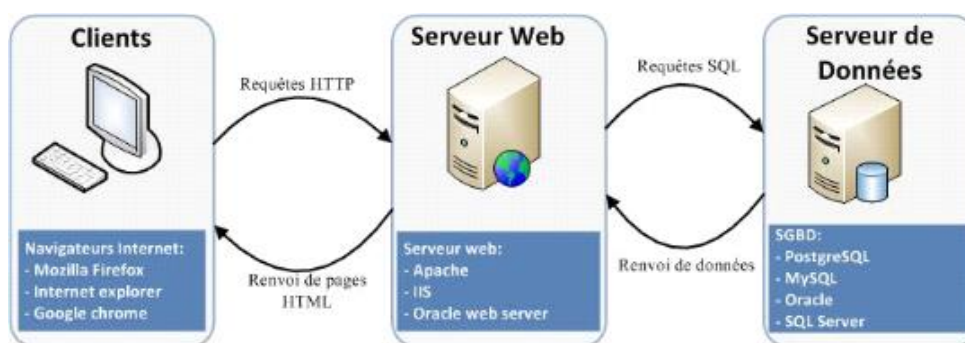 Clients
Navigateurs Internet:
- Mozilla Firefox
- Internet explorer
- Google chrome
Requêtes HTTP
Renvoi de pages
HTML
Serveur Web
Serveur web:
- Apache
- IIS
- Oracle web server
Requêtes SQL
Renvoi de données
Serveur de
Données
SGBD:
- PostgreSQL
- MySQL
- Oracle
- SQL Server